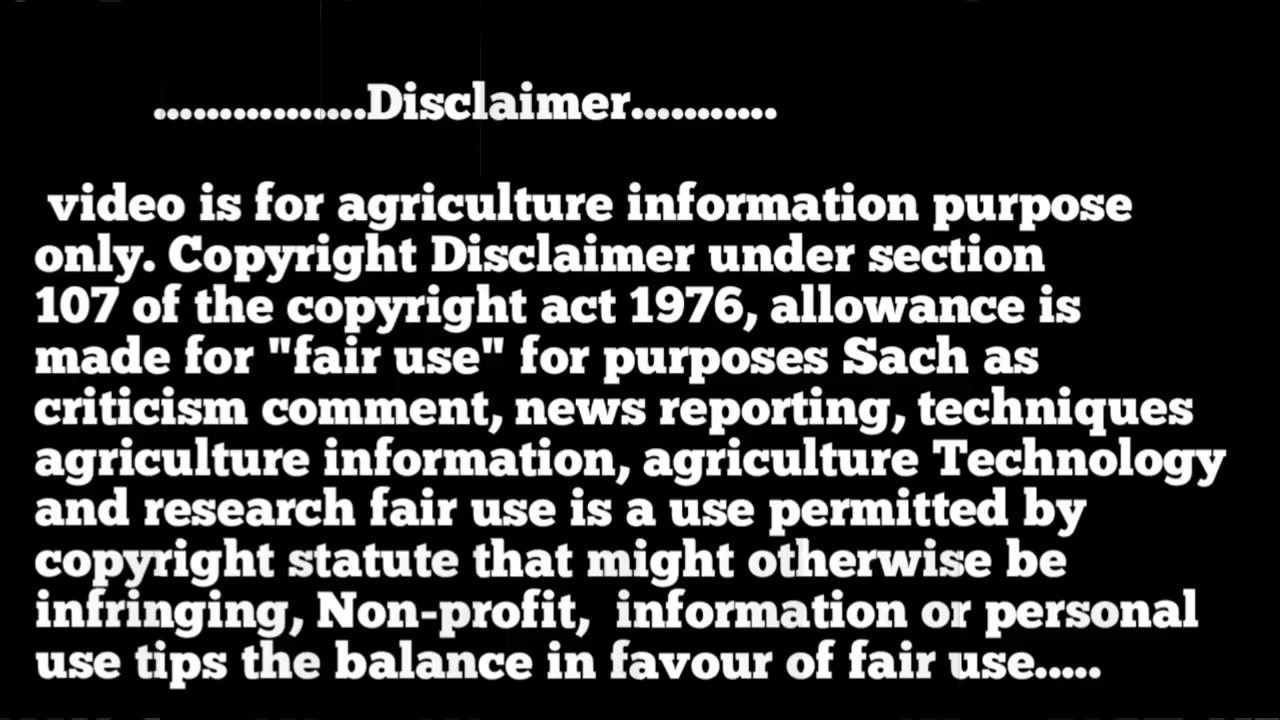 ................Disclaimer...........
video is for agriculture information purpose
only. Copyright Disclaimer under section
107 of the copyright act 1976, allowance is
made for "fair use" for purposes Sach as
criticism comment, news reporting, techniques
agriculture information, agriculture Technology
and research fair use is a use permitted by
copyright statute that might otherwise be
infringing, Non-profit, information or personal
use tips the balance in favour of fair use.....